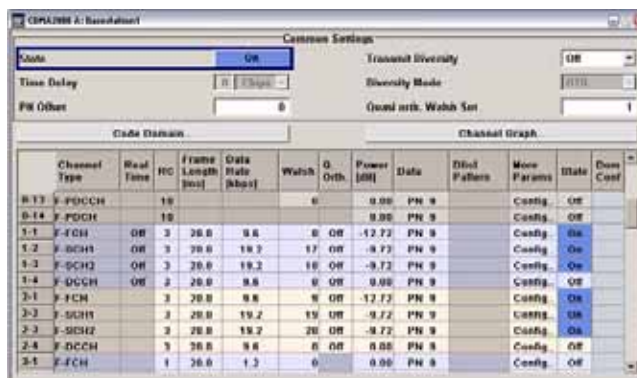 CDMA2000 A: Basestation1
Common Settings
State On Transmit Diversity Off
Time Delay 0 Chips Diversity Mode OTD
PN Offset 0 Quasi orth. Walsh Set 1
Code Domain... Channel Graph...
Channel Type Real Time RC Frame Length [ms] Data Rate [kbps] Walsh Q. Orth. Power [dB] Data DList Pattern More Params State Dom Conf
0-13 F-PDCCH 10 0 0.00 PN 9 Config... Off
0-14 F-PDCH 10 0.00 PN 9 Config... Off
1-1 F-FCH Off 3 20.0 9.6 8 Off -12.72 PN 9 Config... On
1-2 F-SCH1 Off 3 20.0 19.2 17 Off -9.72 PN 9 Config... On
1-3 F-SCH2 Off 3 20.0 19.2 18 Off -9.72 PN 9 Config... On
1-4 F-DCCH Off 3 20.0 9.6 0 Off 0.00 PN 9 Config... Off
2-1 F-FCH 3 20.0 9.6 9 Off -12.72 PN 9 Config... On
2-2 F-SCH1 3 20.0 19.2 19 Off -9.72 PN 9 Config... On
2-3 F-SCH2 3 20.0 19.2 20 Off -9.72 PN 9 Config... On
2-4 F-DCCH 3 20.0 9.6 0 Off 0.00 PN 9 Config... Off
3-1 F-FCH 1 20.0 1.2 0 0.00 PN 9 Config... Off